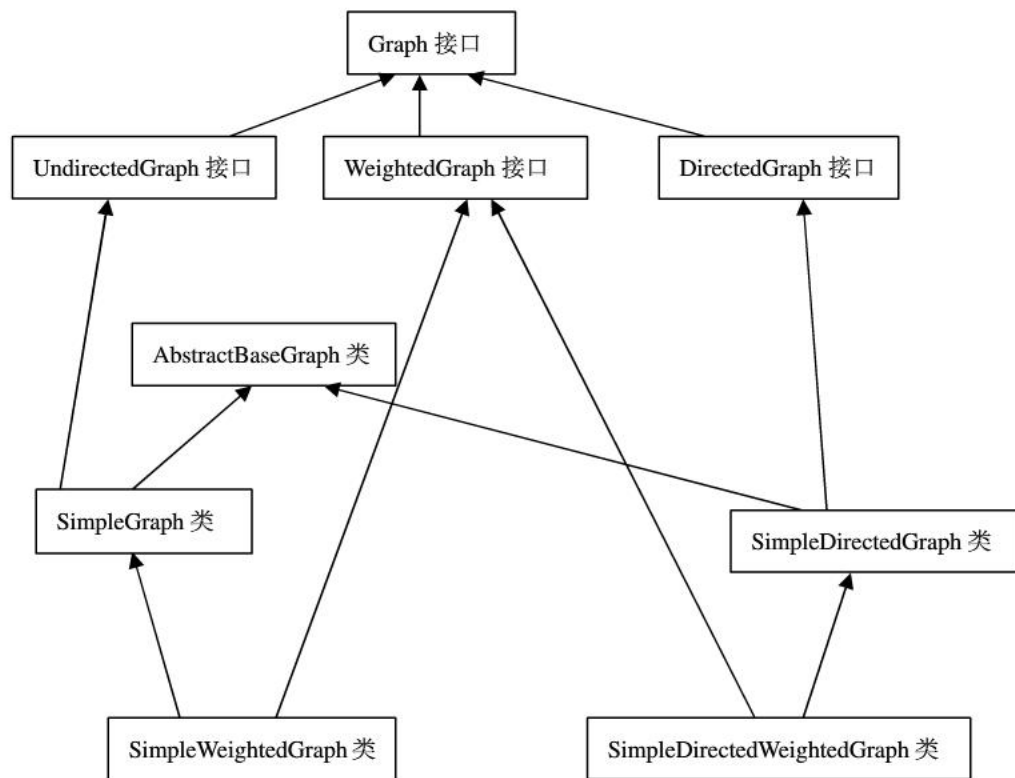 Graph 接口
UndirectedGraph 接口
WeightedGraph 接口
DirectedGraph 接口
AbstractBaseGraph 类
SimpleGraph 类
SimpleDirectedGraph 类
SimpleWeightedGraph 类
SimpleDirectedWeightedGraph 类